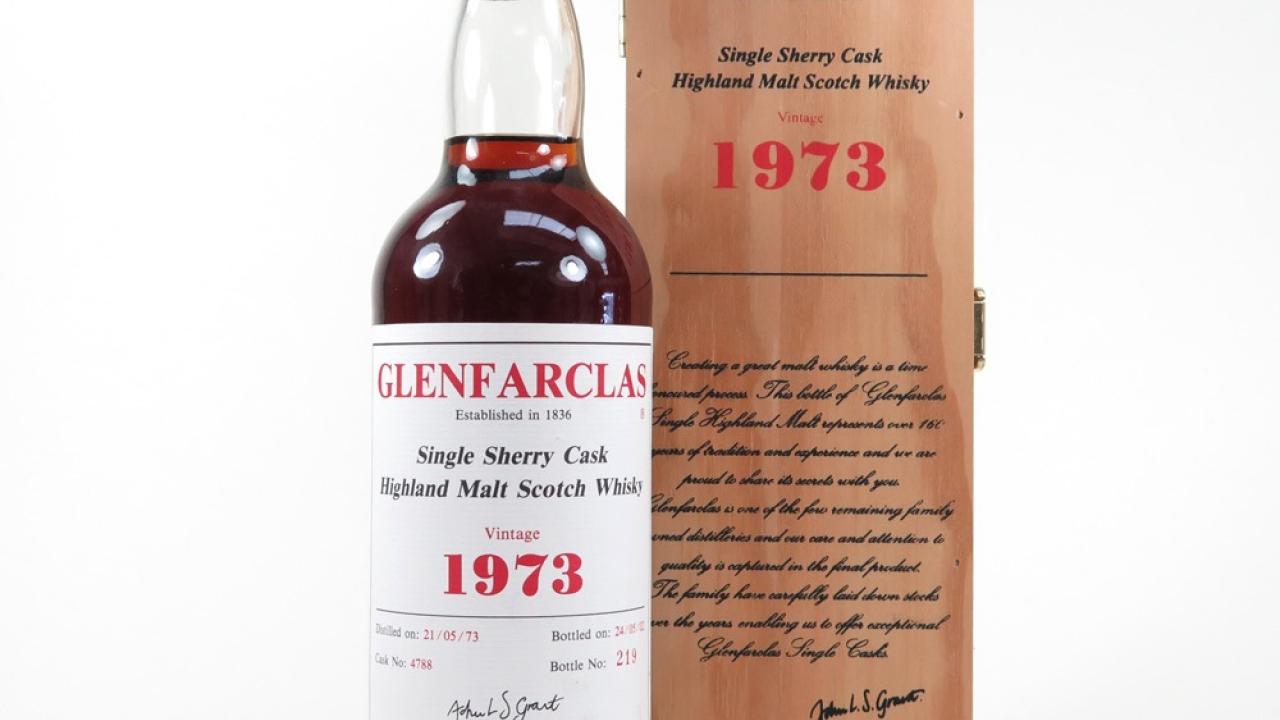 GLENFARCLAS
Established in 1836
®
Single Sherry Cask
Highland Malt Scotch Whisky
Vintage
1973
Distilled on: 21/05/73
Bottled on: 24/05/
Cask No: 4788
Bottle No: 219
John L S Grant
Single Sherry Cask
Highland Malt Scotch Whisky
Vintage
1973
Creating a great malt whisky is a time
process. This bottle of Glenfarclas
Single Highland Malt represents over 160
of tradition and experience and we are
proud to share its secrets with you.
Glenfarclas is one of the few remaining family
distilleries and our care and attention to
quality is captured in the final product.
The family have carefully laid down stocks
the years enabling us to offer exceptional
Glenfarclas Single Casks.
John L. S. Grant.